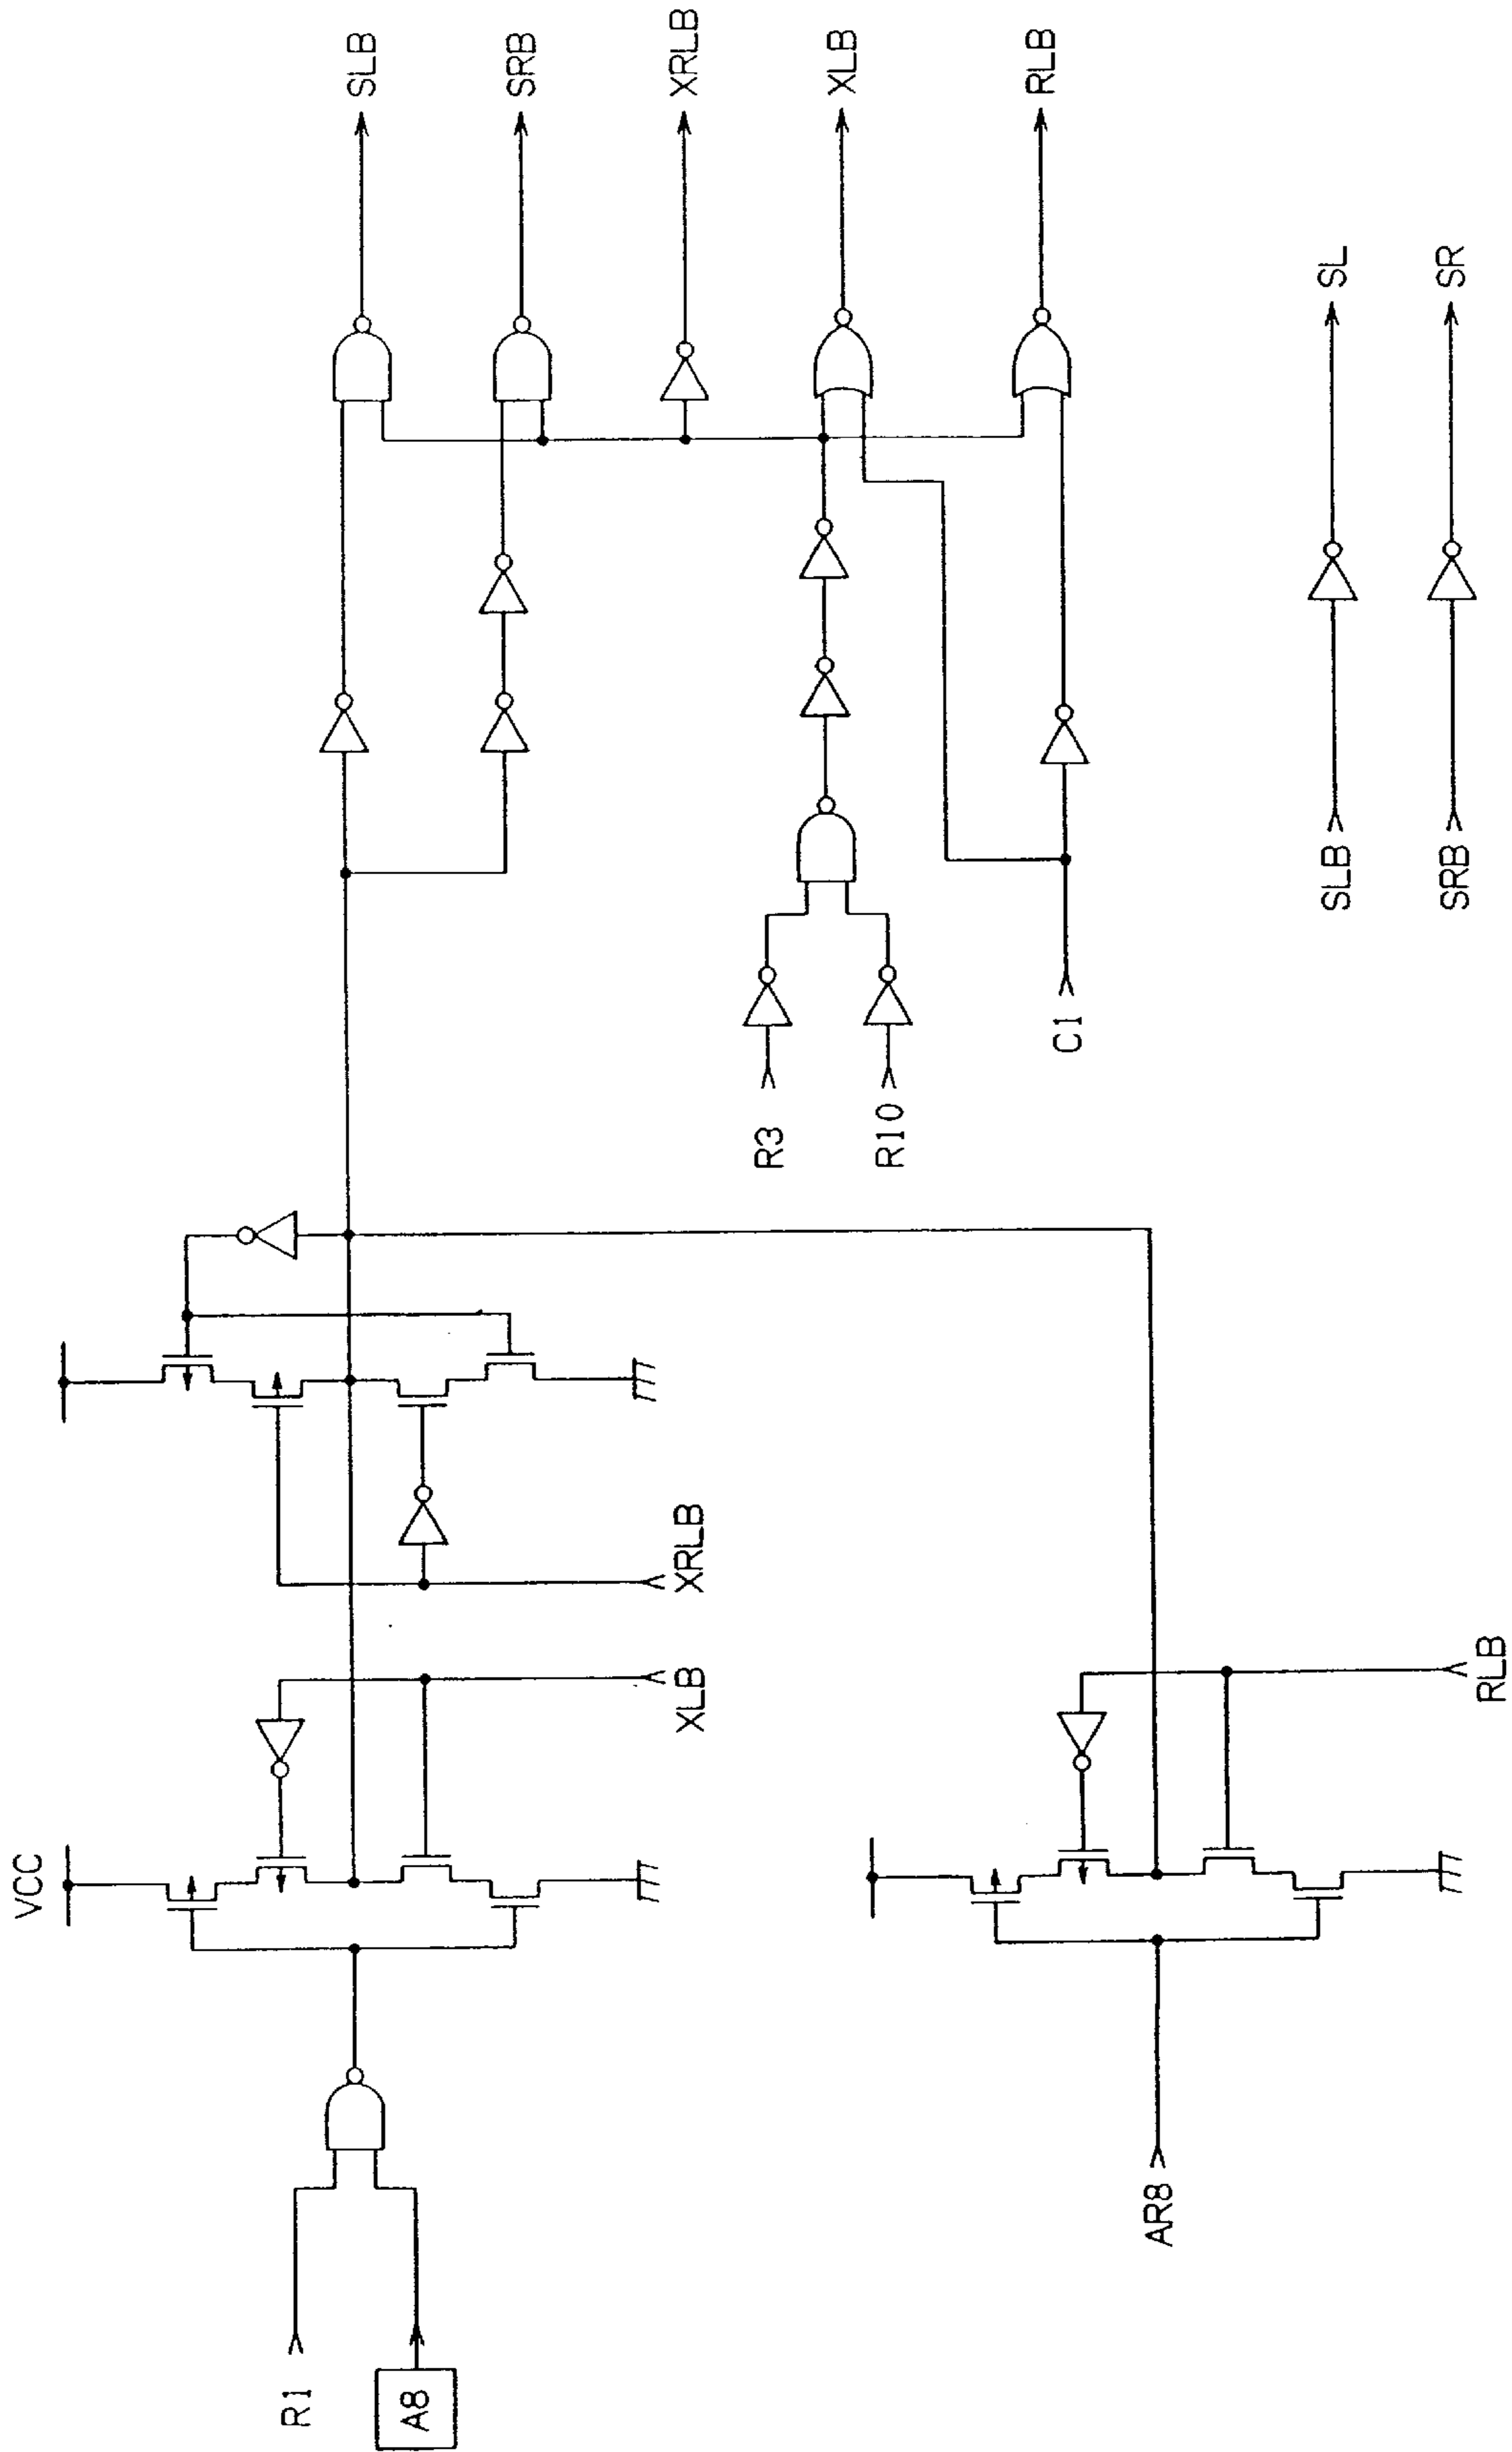 VCC
R1
A8
XLB
XRLB
AR8
RLB
R3
R10
C1
SLB
SRB
XRLB
XLB
RLB
SLB
SL
SRB
SR